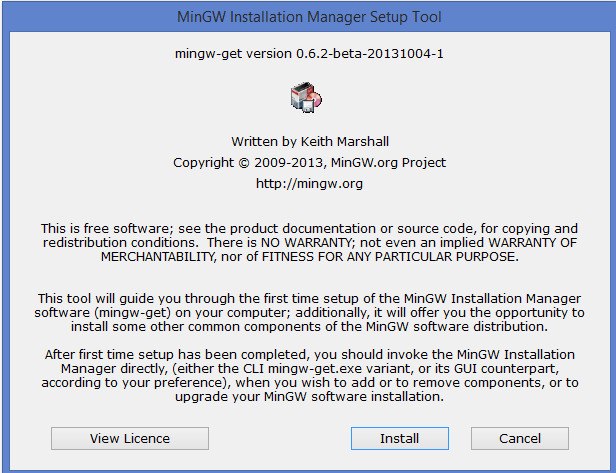 MinGW Installation Manager Setup Tool
mingw-get version 0.6.2-beta-20131004-1
Written by Keith Marshall
Copyright © 2009-2013, MinGW.org Project
http://mingw.org
This is free software; see the product documentation or source code, for copying and
redistribution conditions.  There is NO WARRANTY; not even an implied WARRANTY OF
MERCHANTABILITY, nor of FITNESS FOR ANY PARTICULAR PURPOSE.
This tool will guide you through the first time setup of the MinGW Installation Manager
software (mingw-get) on your computer; additionally, it will offer you the opportunity to
install some other common components of the MinGW software distribution.
After first time setup has been completed, you should invoke the MinGW Installation
Manager directly, (either the CLI mingw-get.exe variant, or its GUI counterpart,
according to your preference), when you wish to add or to remove components, or to
upgrade your MinGW software installation.
View Licence
Install
Cancel